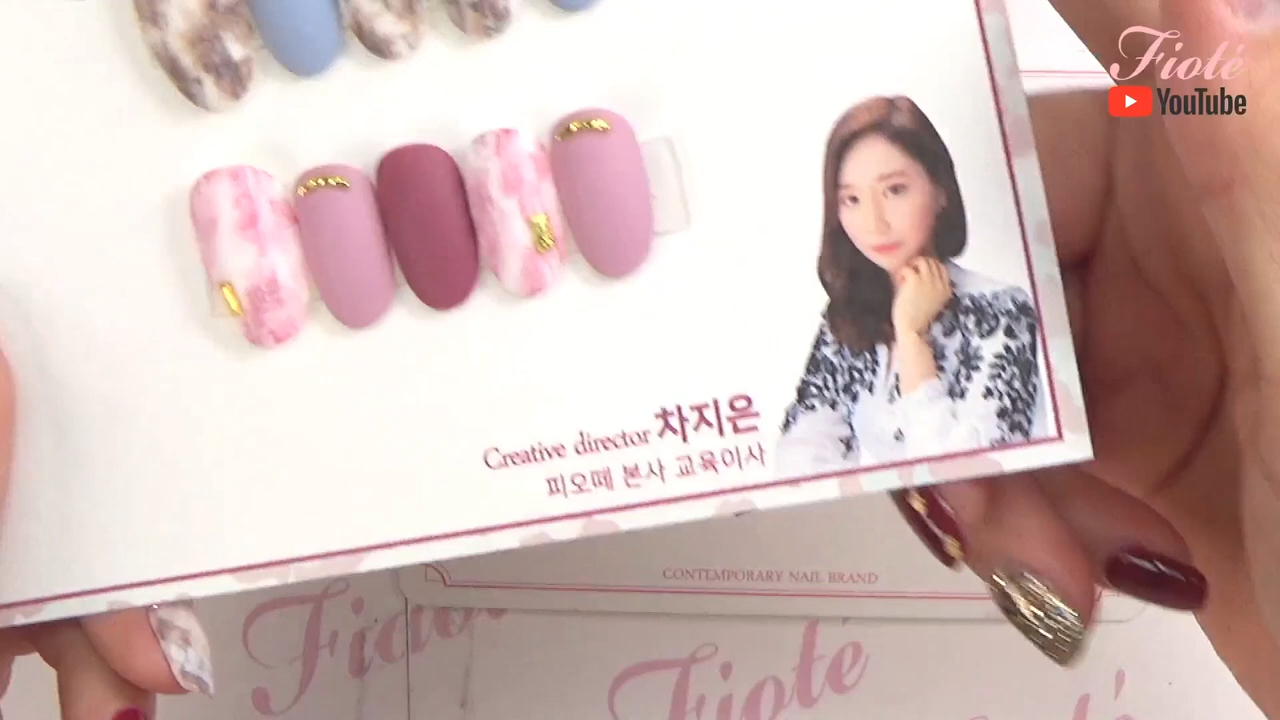 Fioté
YouTube
Creative director 차지은
피오떼 본사 교육이사
CONTEMPORARY NAIL BRAND
Fioté